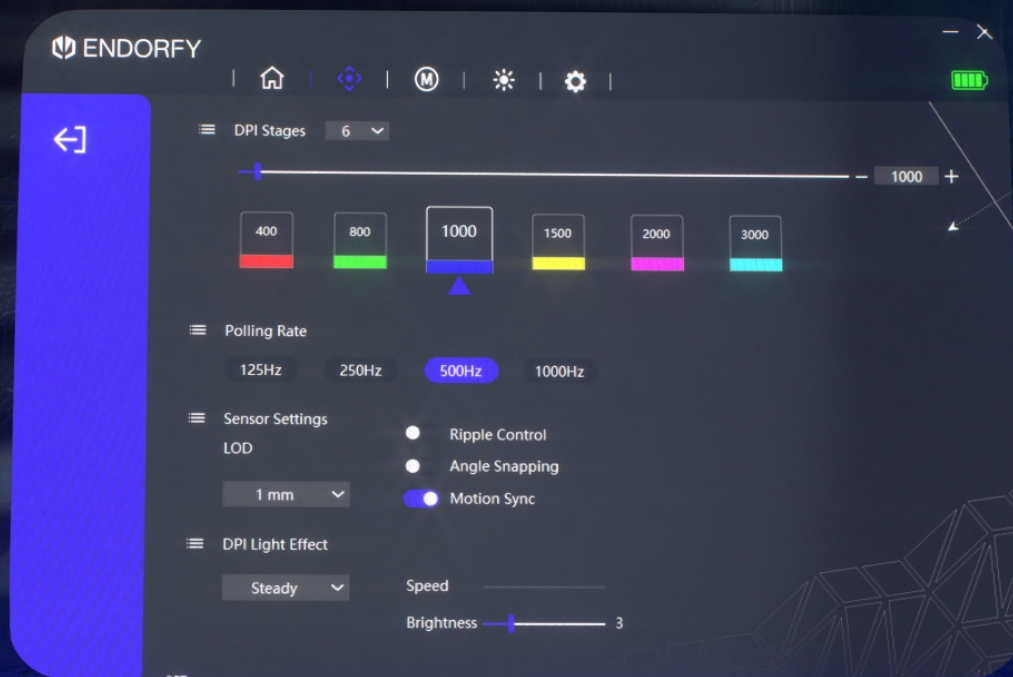 ENDORFY
M
DPI Stages 6
1000
400 800 1000 1500 2000 3000
Polling Rate
125Hz 250Hz 500Hz 1000Hz
Sensor Settings
LOD
Ripple Control
Angle Snapping
1 mm
Motion Sync
DPI Light Effect
Steady
Speed
Brightness 3